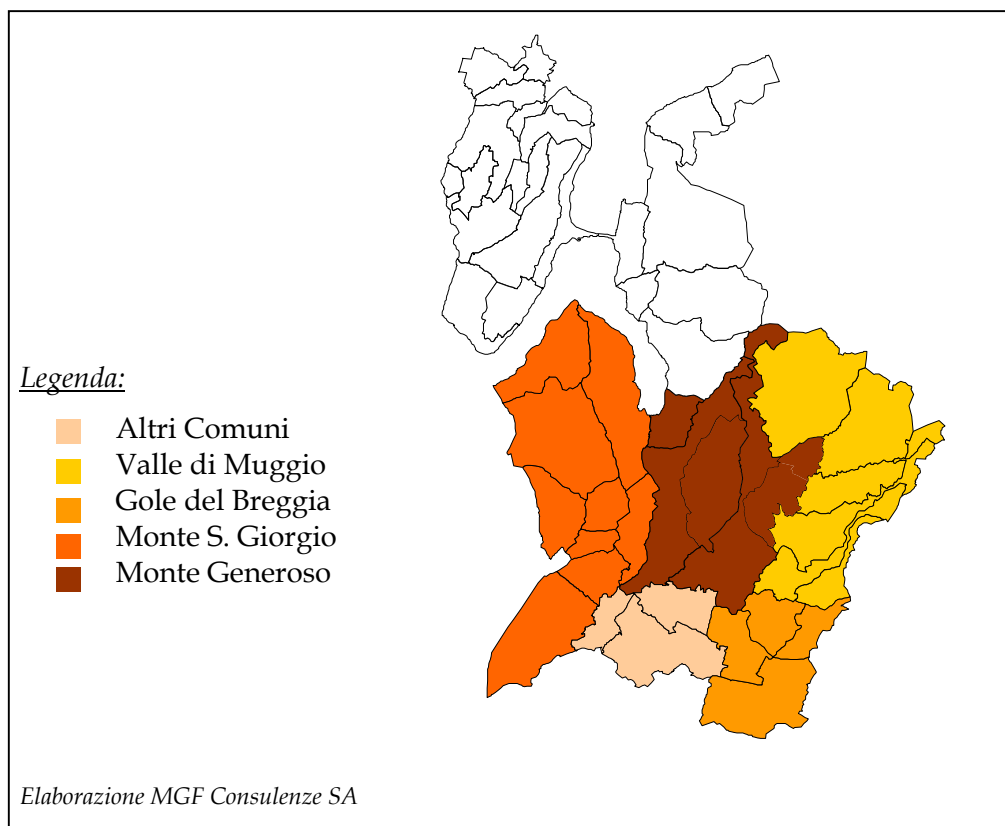 Legenda:
Altri Comuni
Valle di Muggio
Gole del Breggia
Monte S. Giorgio
Monte Generoso
Elaborazione MGF Consulenze SA